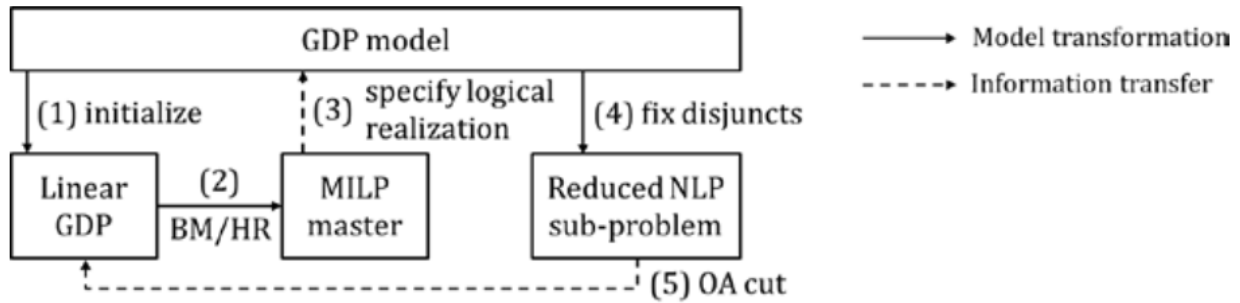 GDP model
Model transformation
Information transfer
(1) initialize
(3) specify logical
realization
(4) fix disjuncts
Linear
GDP
(2)
BM/HR
MILP
master
Reduced NLP
sub-problem
(5) OA cut